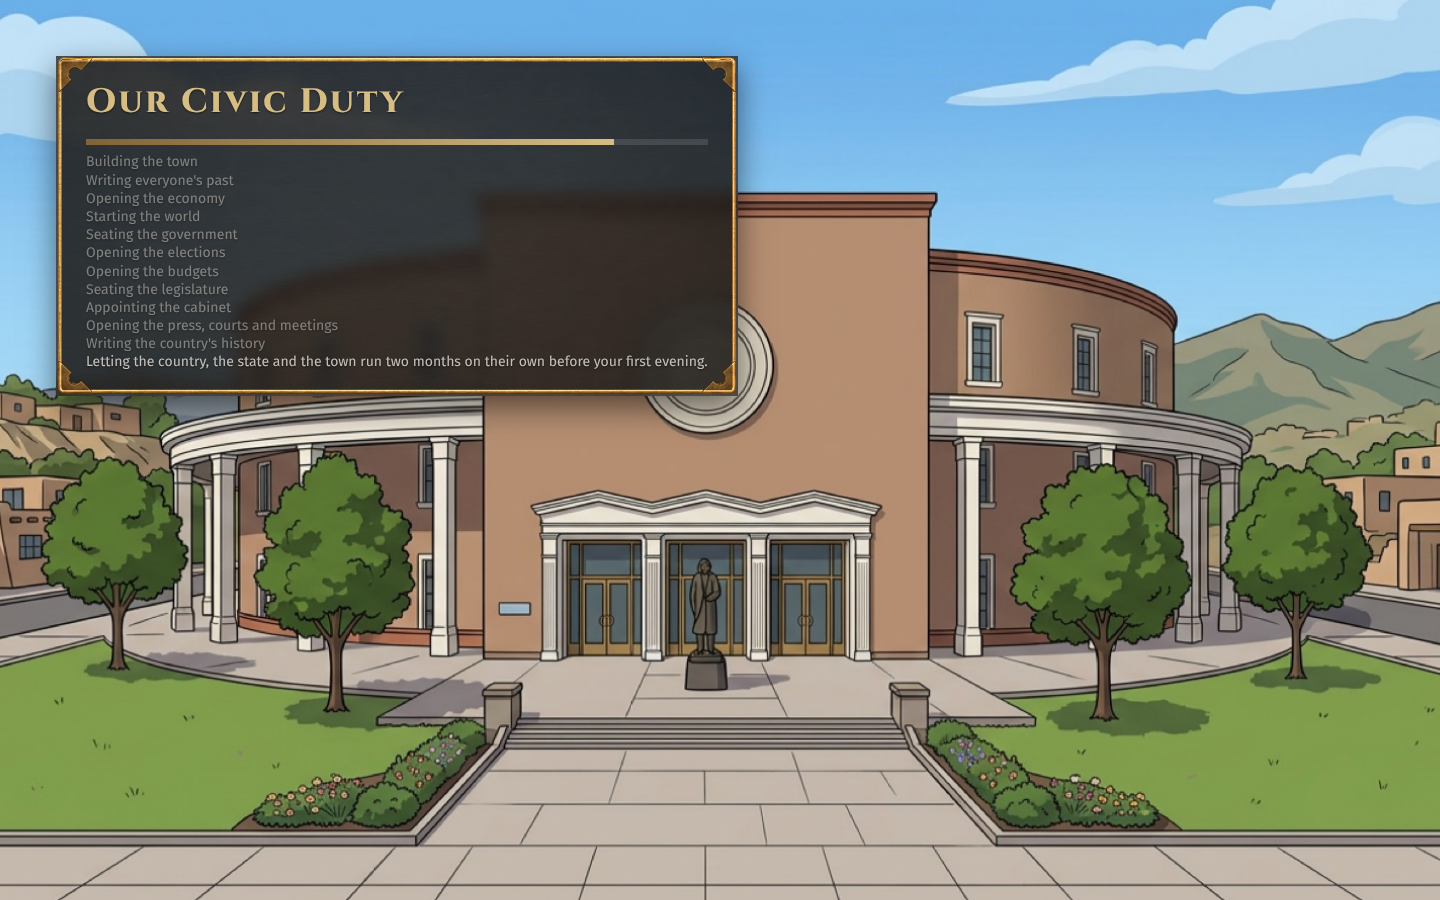 Our Civic Duty
Building the town
Writing everyone's past
Opening the economy
Starting the world
Seating the government
Opening the elections
Opening the budgets
Seating the legislature
Appointing the cabinet
Opening the press, courts and meetings
Writing the country's history
Letting the country, the state and the town run two months on their own before your first evening.